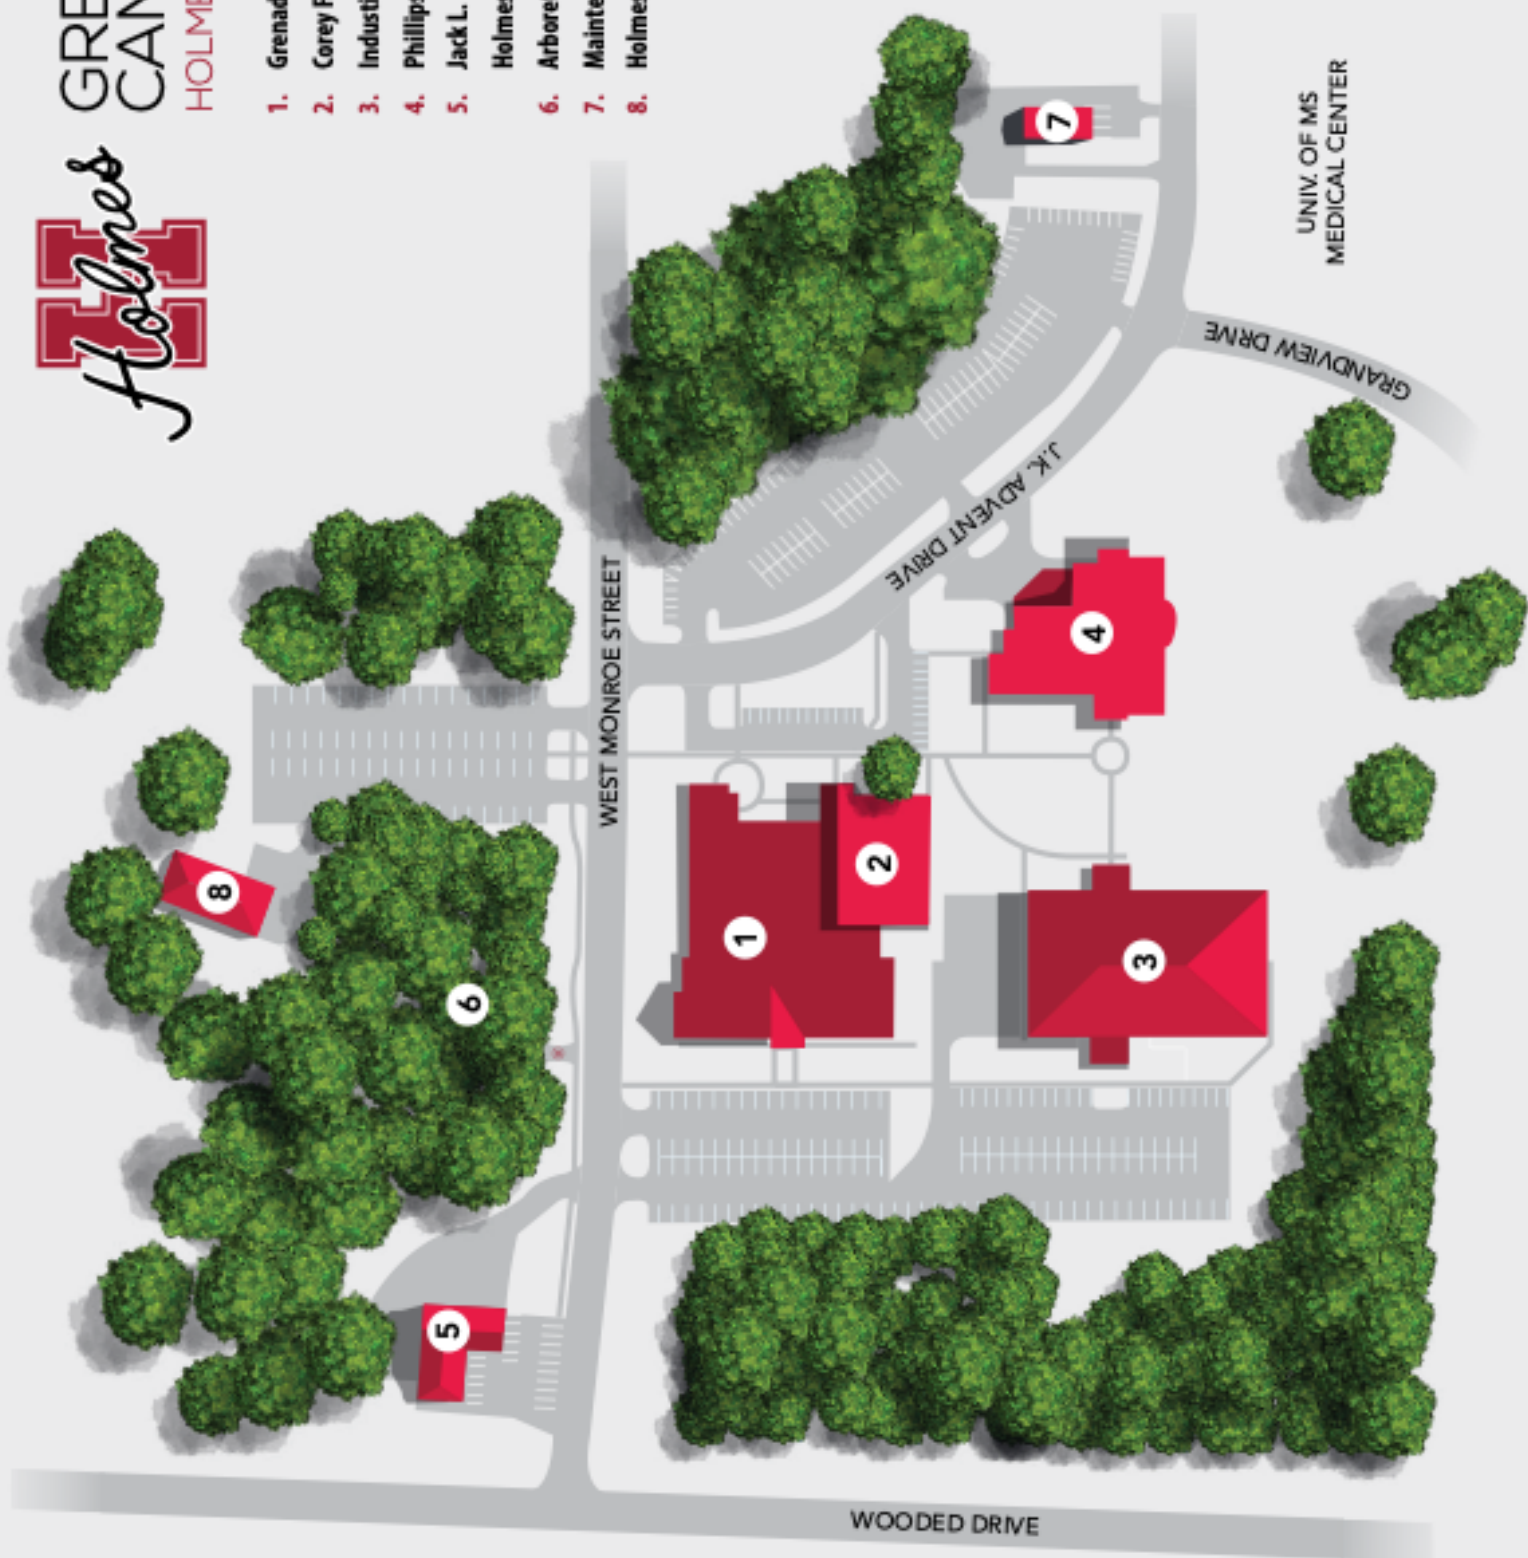 Holmes
GRE
CAN
HOLME
1. Grenad
2. Corey
3. Indust
4. Phillips
5. Jack L.
Holmes
6. Arbore
7. Mainte
8. Holmes
8
6
5
WEST MONROE STREET
1
2
3
4
7
J.K. ADVENT DRIVE
GRANDVIEW DRIVE
UNIV. OF MS
MEDICAL CENTER
WOODED DRIVE